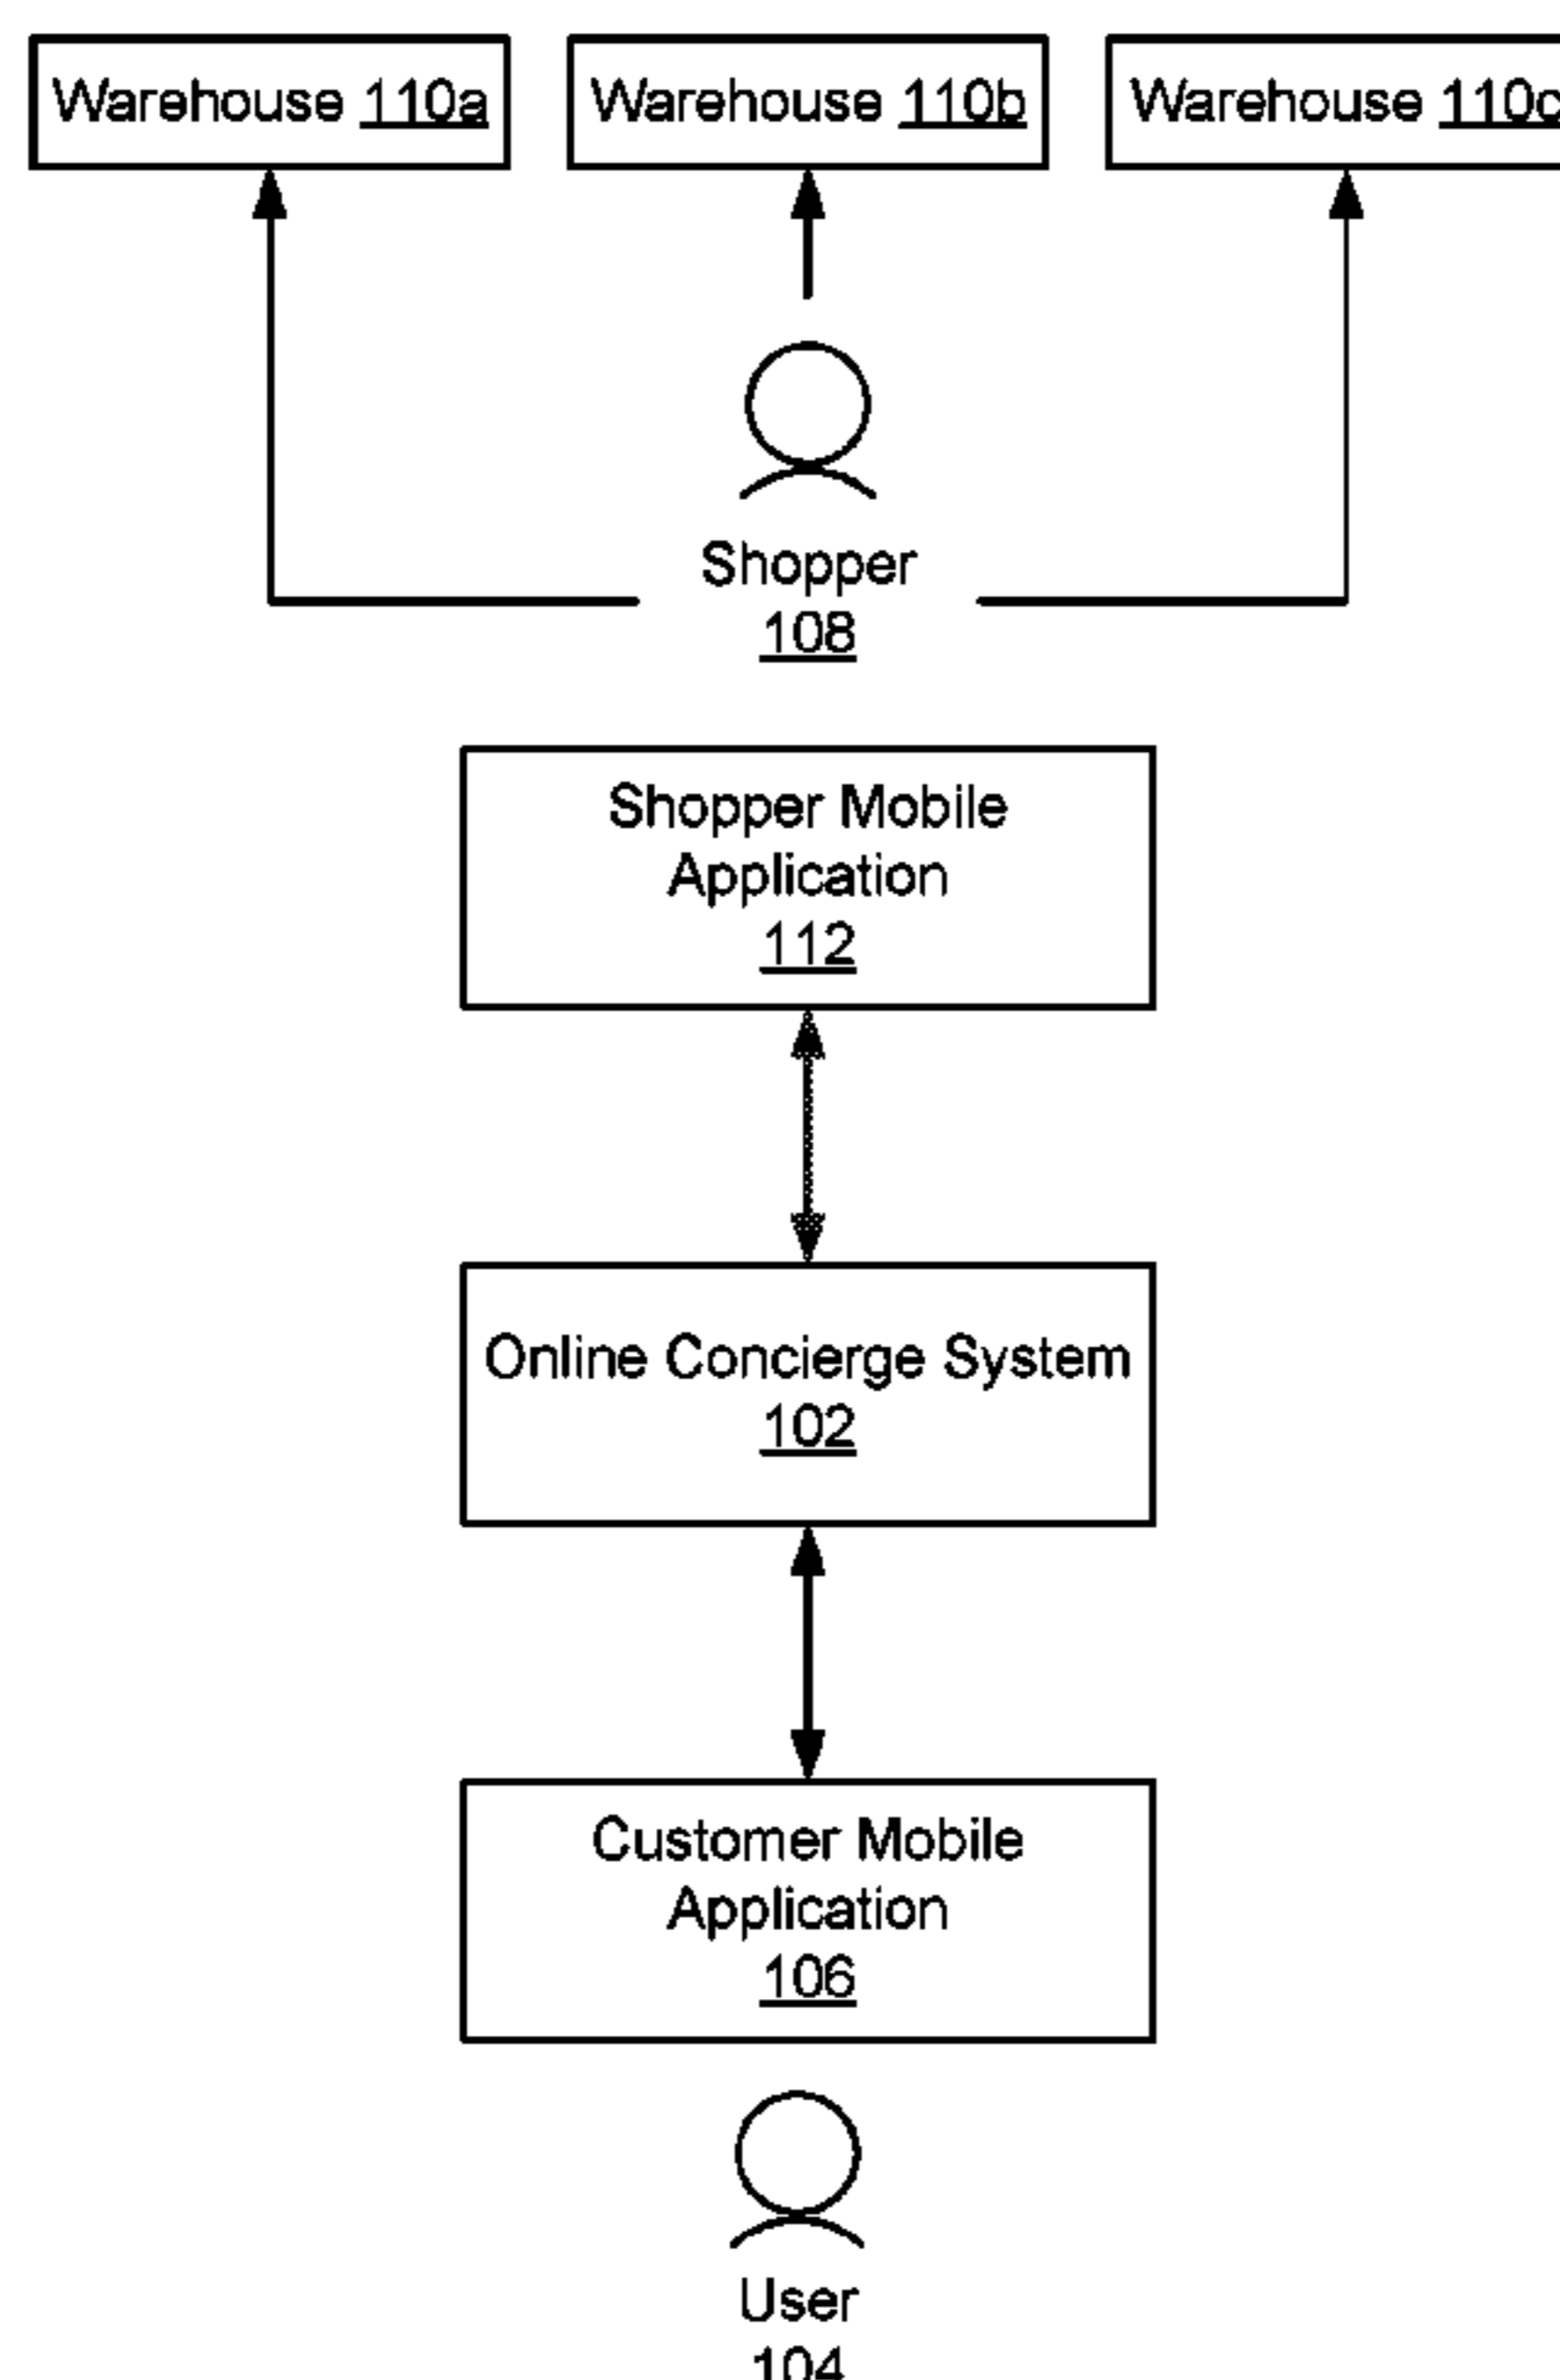 Warehouse 110a
Warehouse 110b
Warehouse 110c
Shopper
108
Shopper Mobile
Application
112
Online Concierge System
102
Customer Mobile
Application
106
User
104